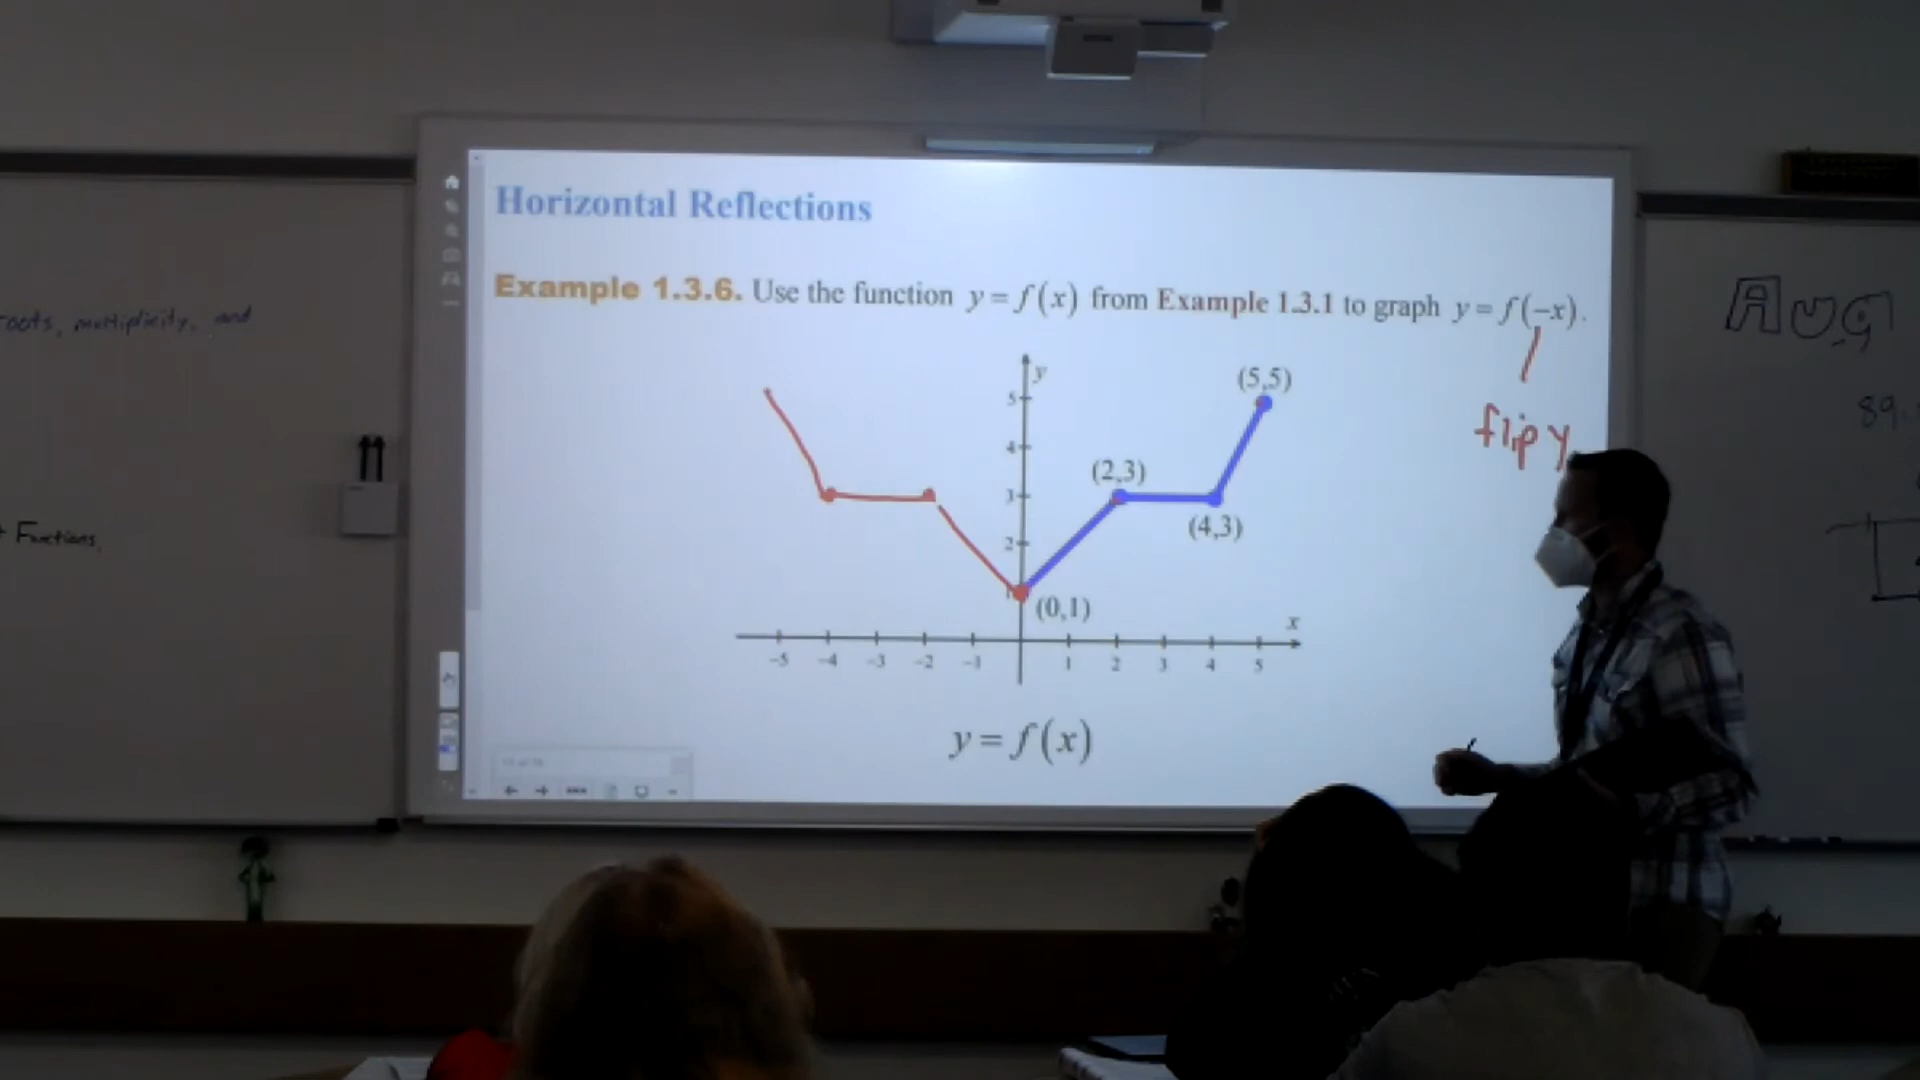 Horizontal Reflections
Example 1.3.6. Use the function y = f(x) from Example 1.3.1 to graph y = f(-x).
flip y
y
5
4
3
2
(5,5)
(2,3)
(4,3)
(0,1)
x
-5 -4 -3 -2 -1 1 2 3 4 5
y = f(x)
roots, multiplicity, and
Functions.
Aug
89.